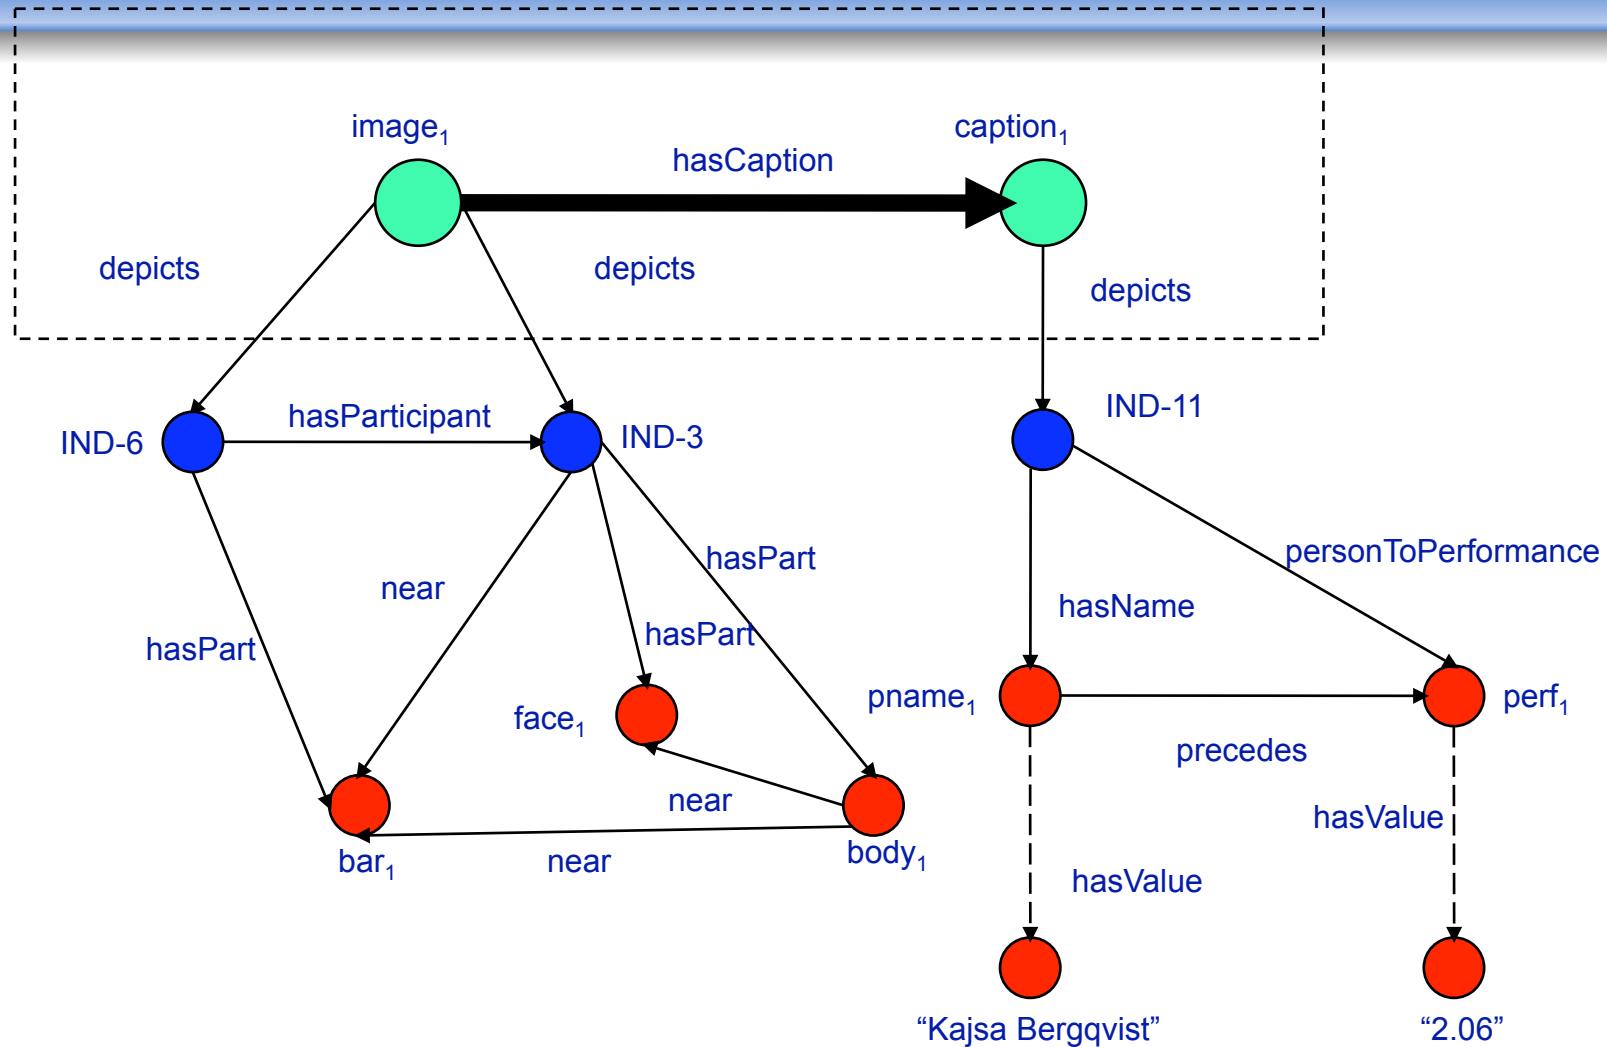 image₁
caption₁
hasCaption
depicts
depicts
depicts
IND-11
hasParticipant
IND-6
IND-3
personToPerformance
hasPart
near
hasName
hasPart
hasPart
pname₁
perf₁
face₁
precedes
near
hasValue
bar₁
near
body₁
hasValue
“Kajsa Bergqvist”
“2.06”